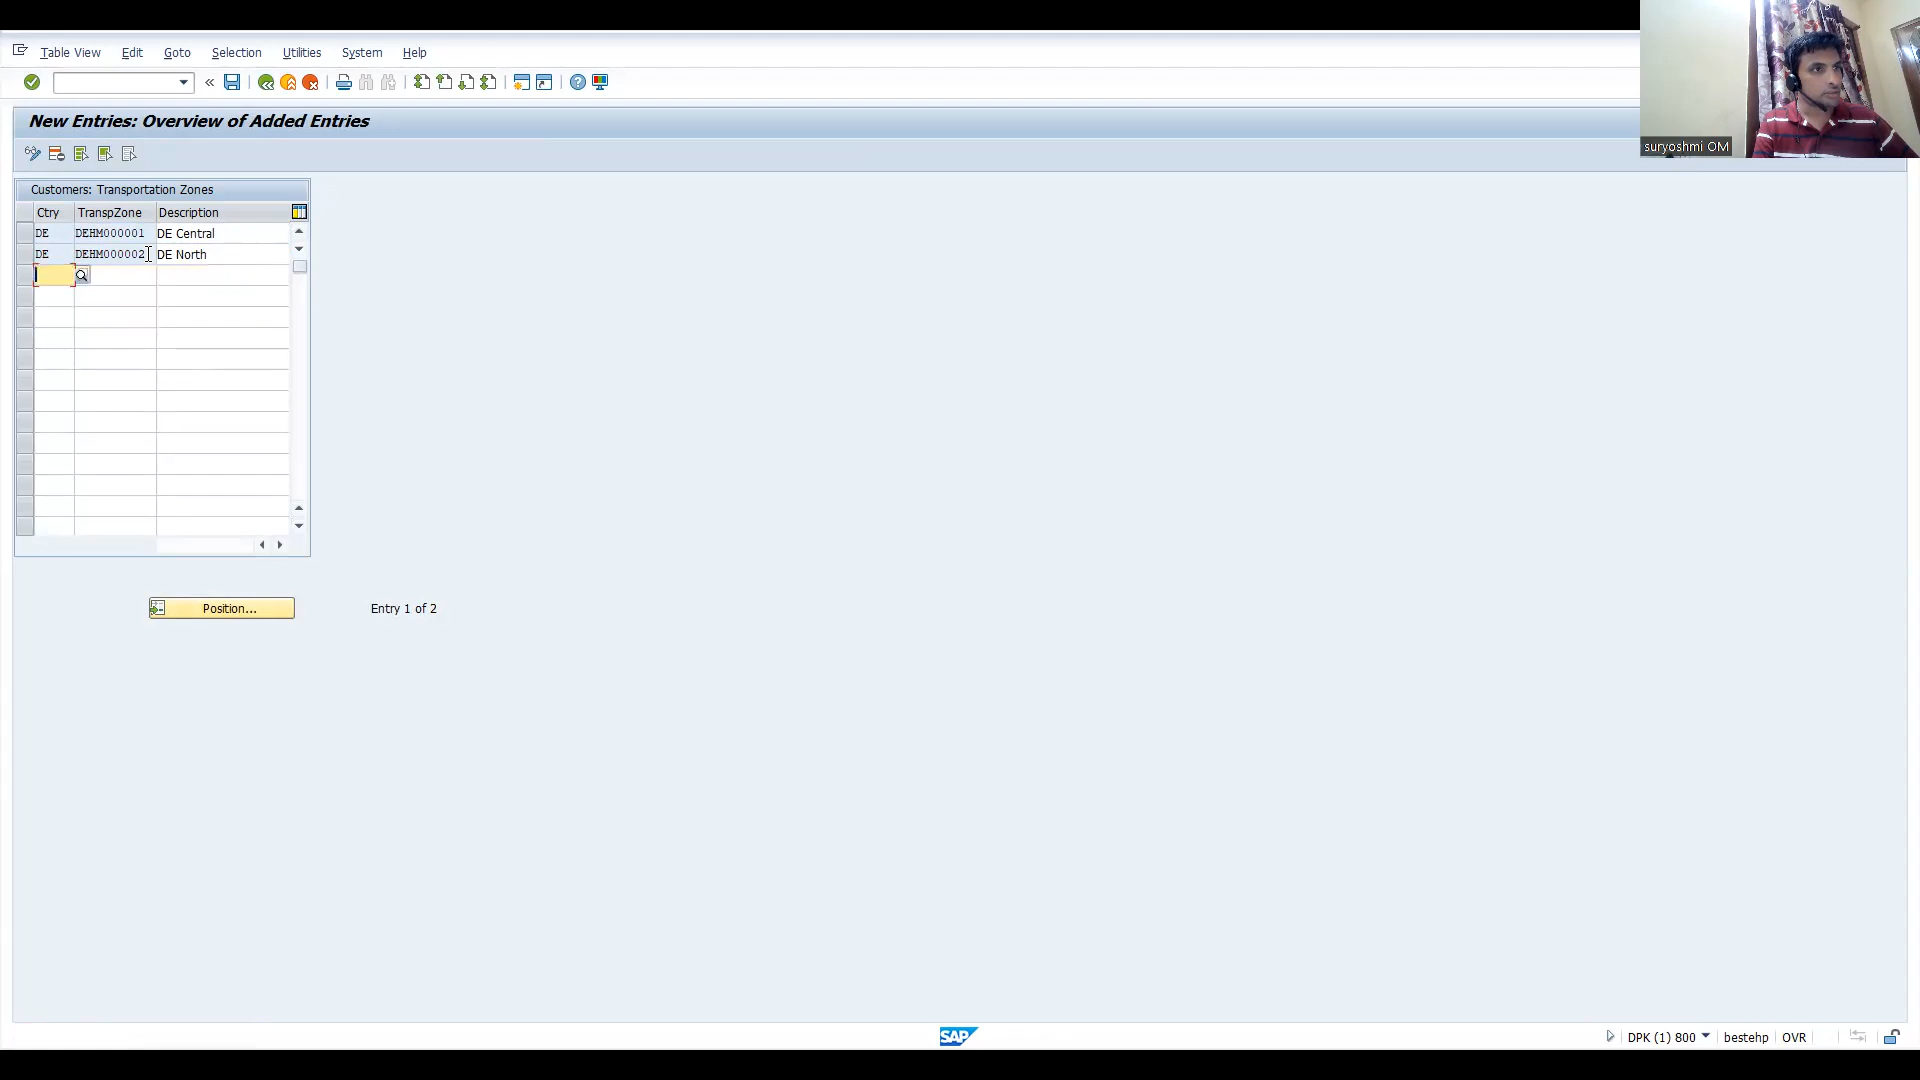 Table View Edit Goto Selection Utilities System Help
New Entries: Overview of Added Entries
Customers: Transportation Zones
Ctry TranspZone Description
DE DEHM000001 DE Central
DE DEHM000002 DE North
Position... Entry 1 of 2
suryoshmi OM
SAP
DPK (1) 800 bestehp OVR